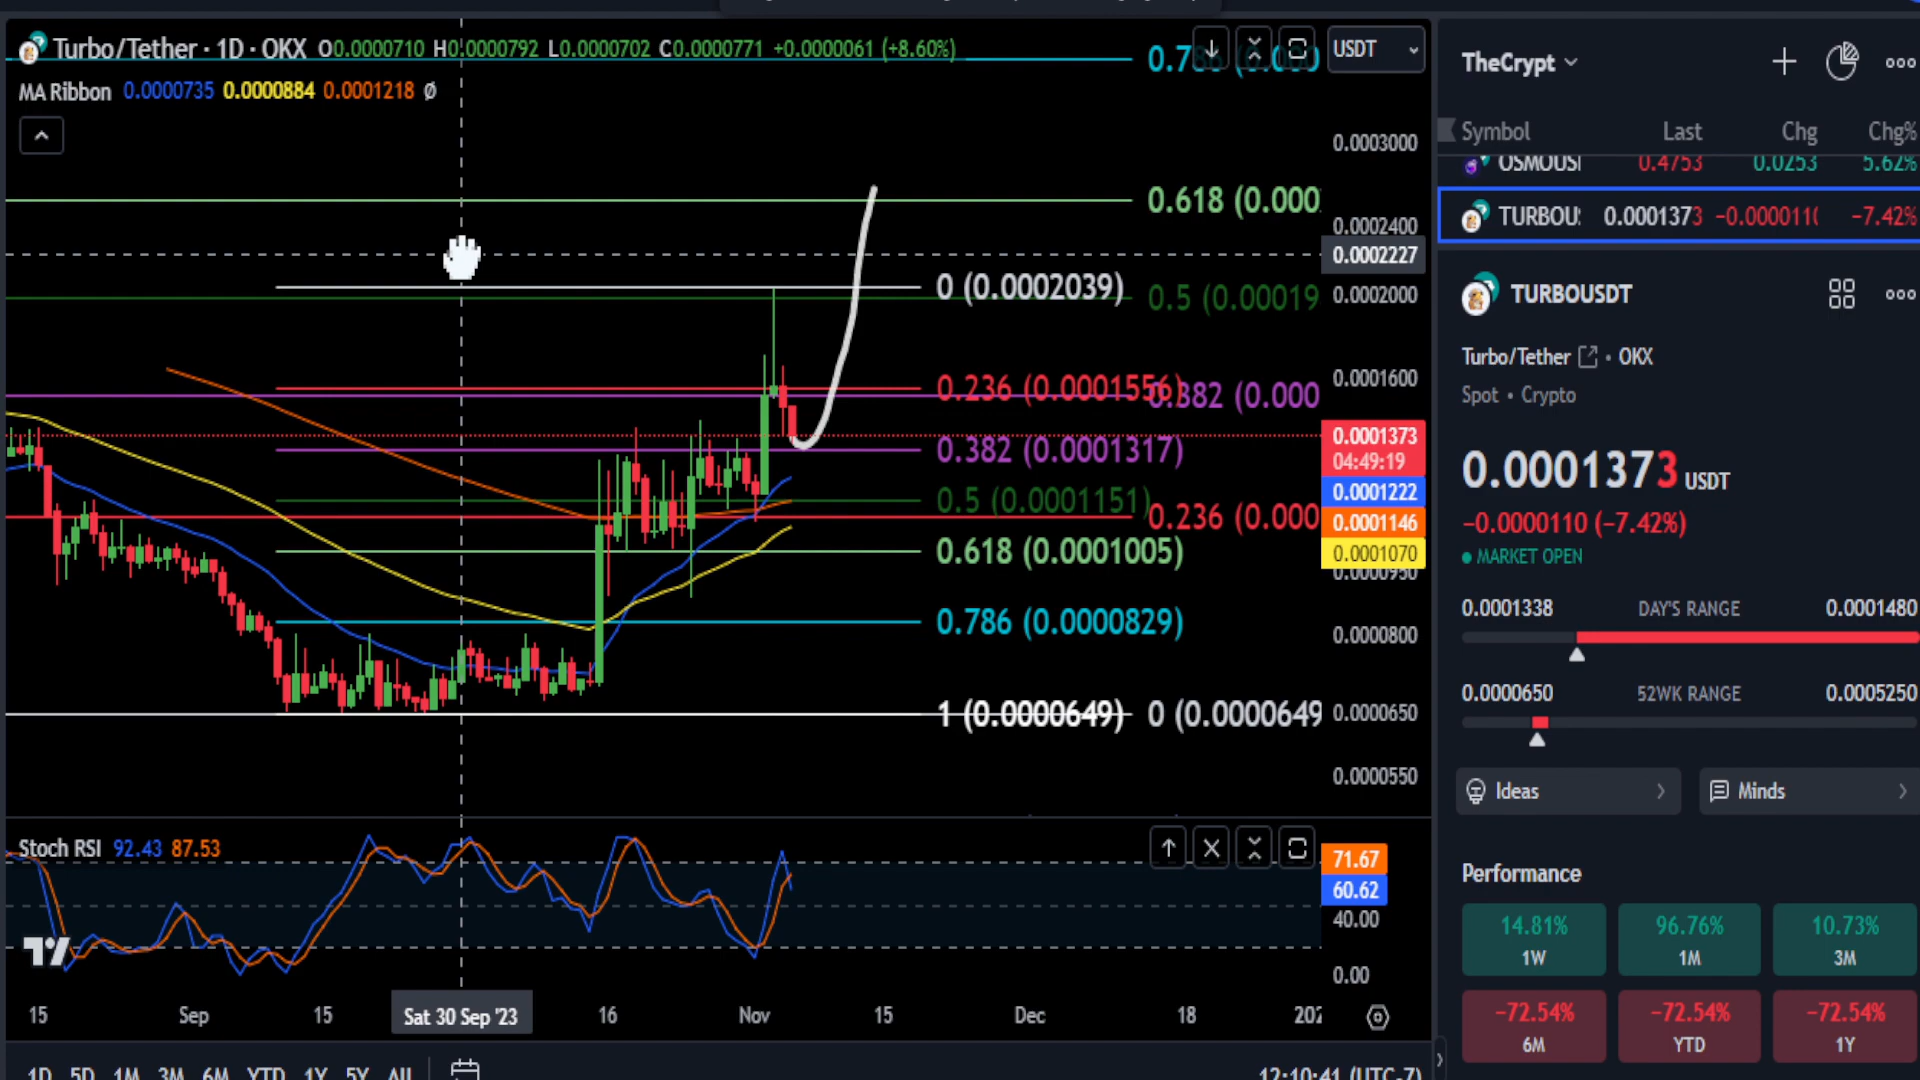 Turbo/Tether · 1D · OKX O0.0000710 H0.0000792 L0.0000702 C0.0000771 +0.0000061 (+8.60%)
MA Ribbon 0.0000735 0.0000884 0.0001218 Ø
USDT
0.0003000
0.618 (0.000
0.0002400
0.0002227
0 (0.0002039)
0.5 (0.00019
0.0002000
0.236 (0.0001556)
0.382 (0.000
0.0001600
0.0001373
04:49:19
0.382 (0.0001317)
0.0001222
0.5 (0.0001151)
0.236 (0.000
0.0001146
0.618 (0.0001005)
0.0001070
0.0000950
0.786 (0.0000829)
0.0000800
1 (0.0000649)
0 (0.0000649
0.0000650
0.0000550
Stoch RSI 92.43 87.53
71.67
60.62
40.00
0.00
15 Sep 15 Sat 30 Sep '23 16 Nov 15 Dec 18
1D 5D 1M 3M 6M YTD 1Y 5Y All
12:10:41 (UTC-7)
TheCrypt
Symbol Last Chg Chg%
OSMOUSI 0.4753 0.0253 5.62%
TURBOU: 0.0001373 −0.0000110 −7.42%
TURBOUSDT
Turbo/Tether • OKX
Spot • Crypto
0.0001373 USDT
−0.0000110 (−7.42%)
MARKET OPEN
0.0001338 DAY'S RANGE 0.0001480
0.0000650 52WK RANGE 0.0005250
Ideas
Minds
Performance
14.81% 96.76% 10.73%
1W 1M 3M
−72.54% −72.54% −72.54%
6M YTD 1Y